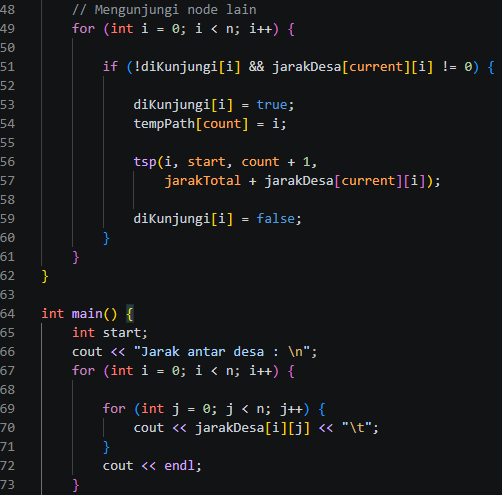 48 // Mengunjungi node lain
49 for (int i = 0; i < n; i++) {
50
51 if (!diKunjungi[i] && jarakDesa[current][i] != 0) {
52
53 diKunjungi[i] = true;
54 tempPath[count] = i;
55
56 tsp(i, start, count + 1,
57 jarakTotal + jarakDesa[current][i]);
58
59 diKunjungi[i] = false;
60 }
61 }
62 }
63
64 int main() {
65 int start;
66 cout << "Jarak antar desa : \n";
67 for (int i = 0; i < n; i++) {
68
69 for (int j = 0; j < n; j++) {
70 cout << jarakDesa[i][j] << "\t";
71 }
72 cout << endl;
73 }